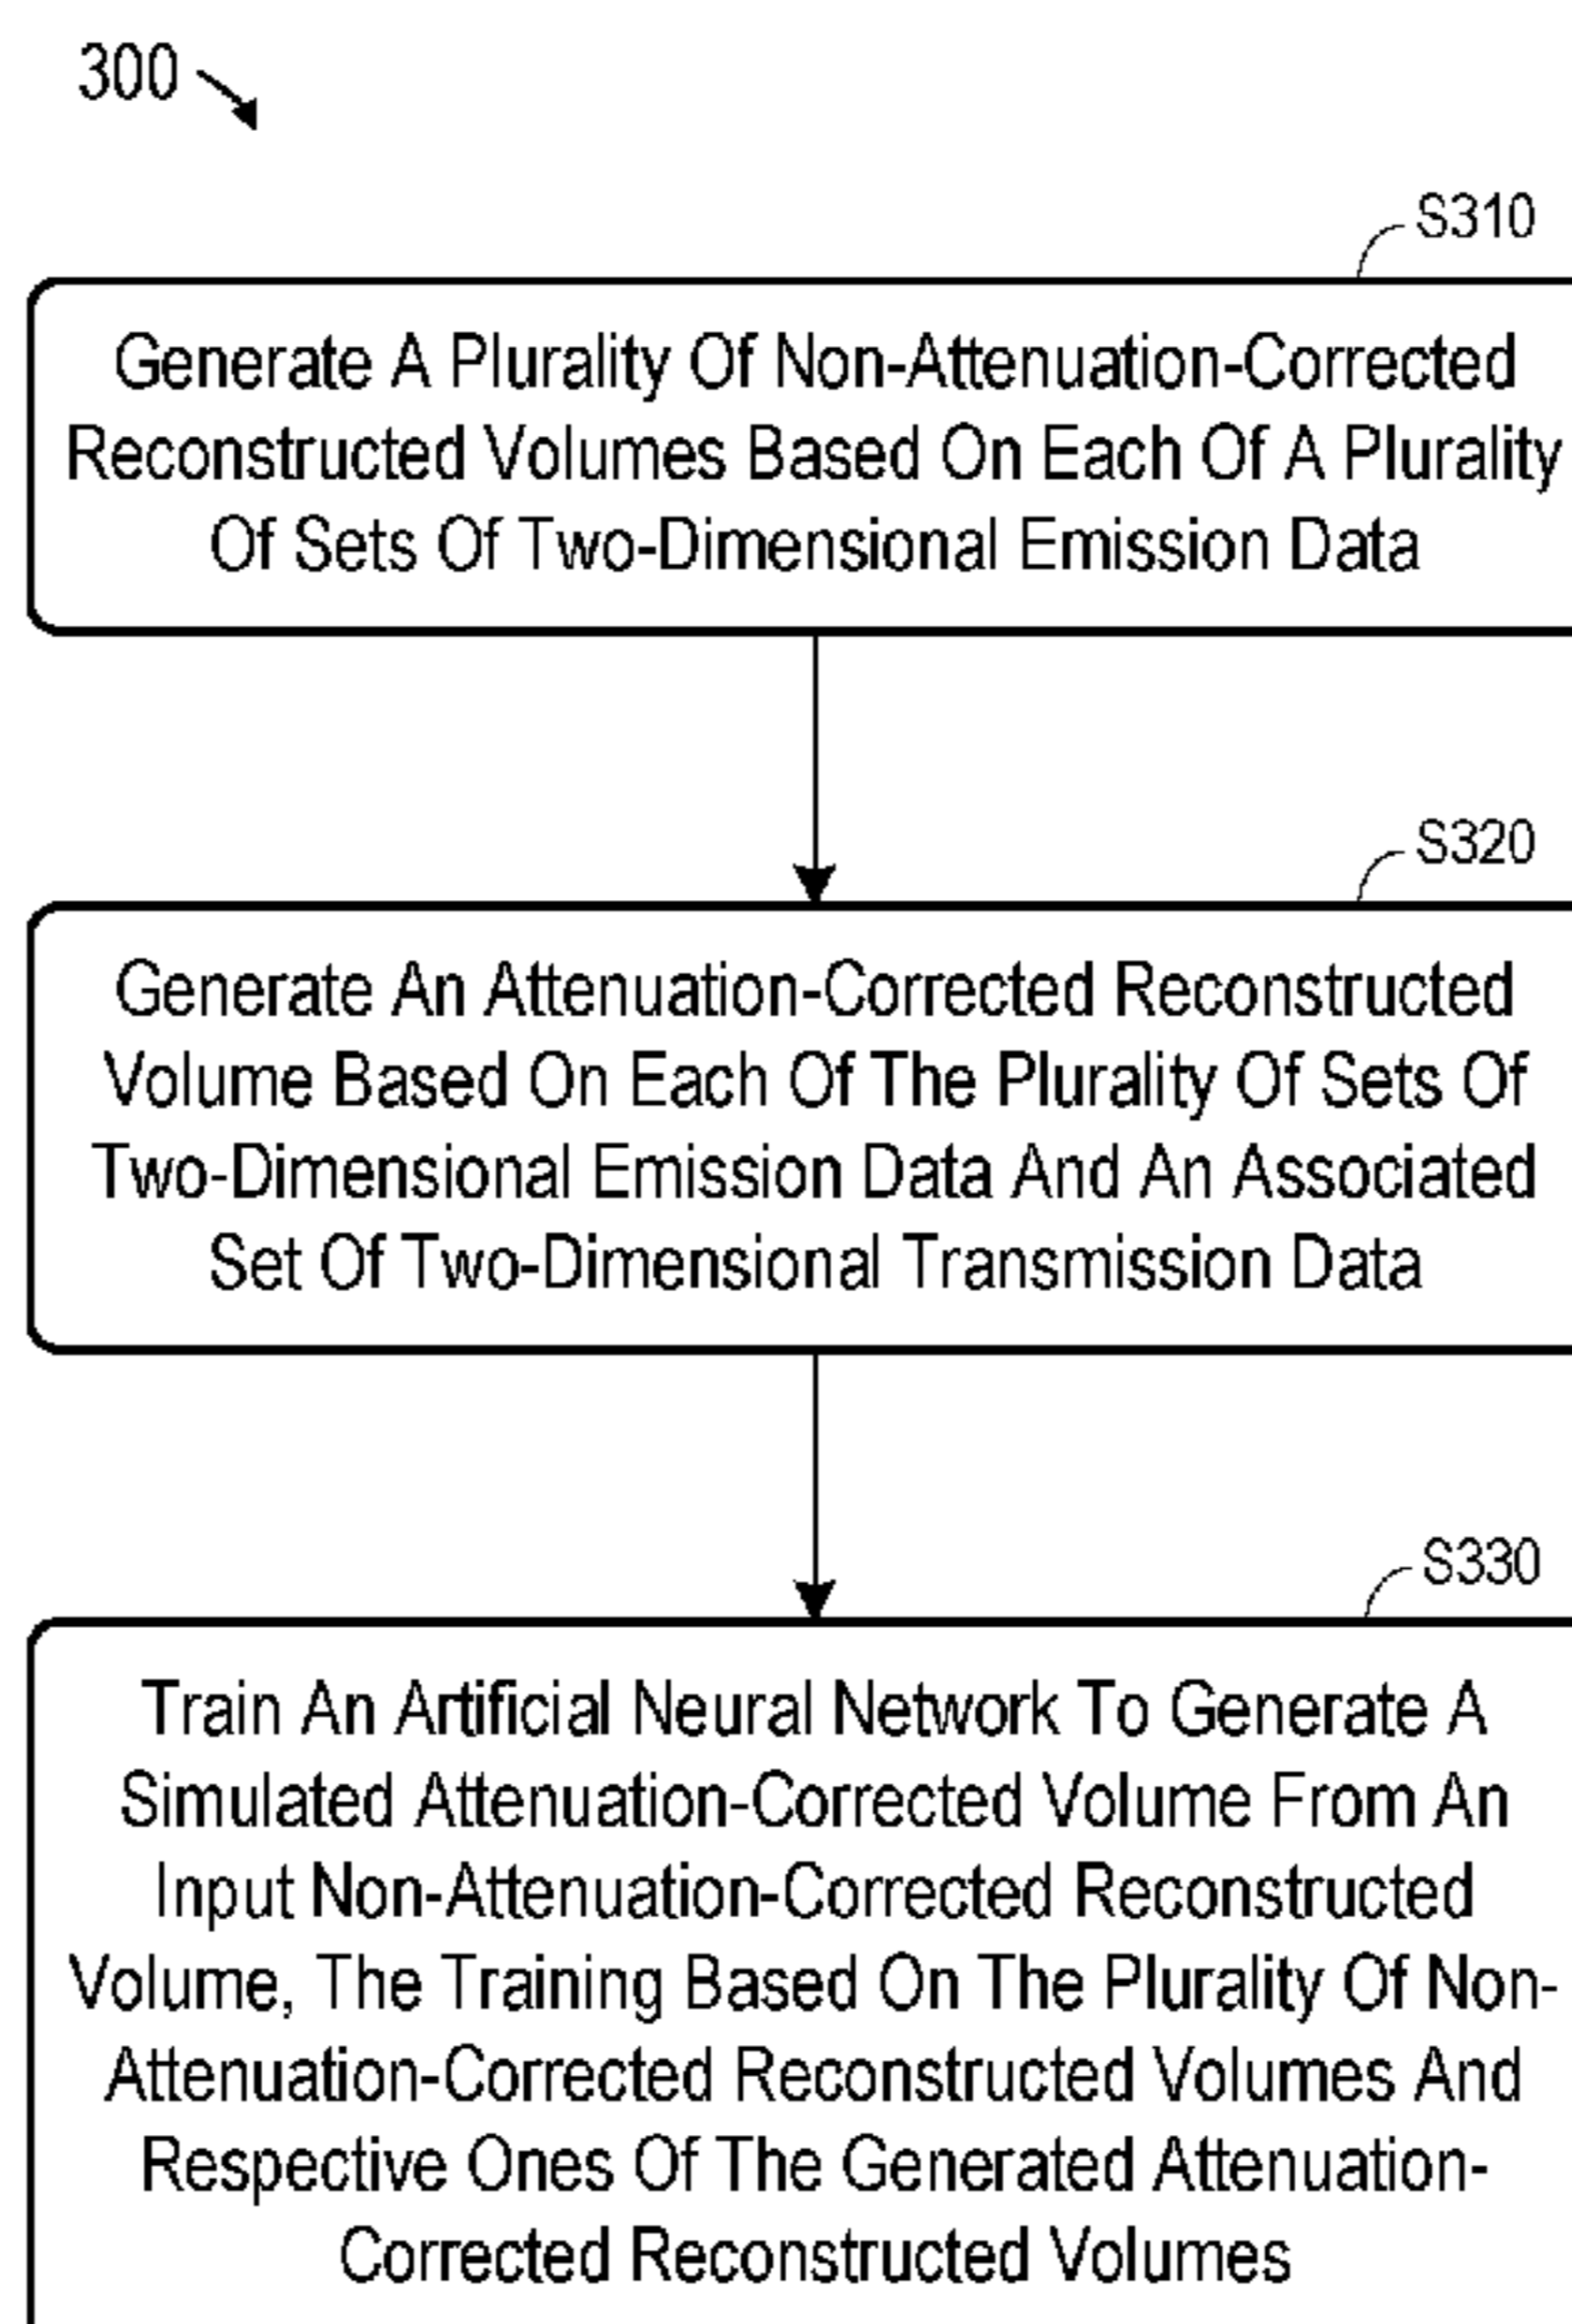 300
S310
Generate A Plurality Of Non-Attenuation-Corrected
Reconstructed Volumes Based On Each Of A Plurality
Of Sets Of Two-Dimensional Emission Data
S320
Generate An Attenuation-Corrected Reconstructed
Volume Based On Each Of The Plurality Of Sets Of
Two-Dimensional Emission Data And An Associated
Set Of Two-Dimensional Transmission Data
S330
Train An Artificial Neural Network To Generate A
Simulated Attenuation-Corrected Volume From An
Input Non-Attenuation-Corrected Reconstructed
Volume, The Training Based On The Plurality Of Non-
Attenuation-Corrected Reconstructed Volumes And
Respective Ones Of The Generated Attenuation-
Corrected Reconstructed Volumes